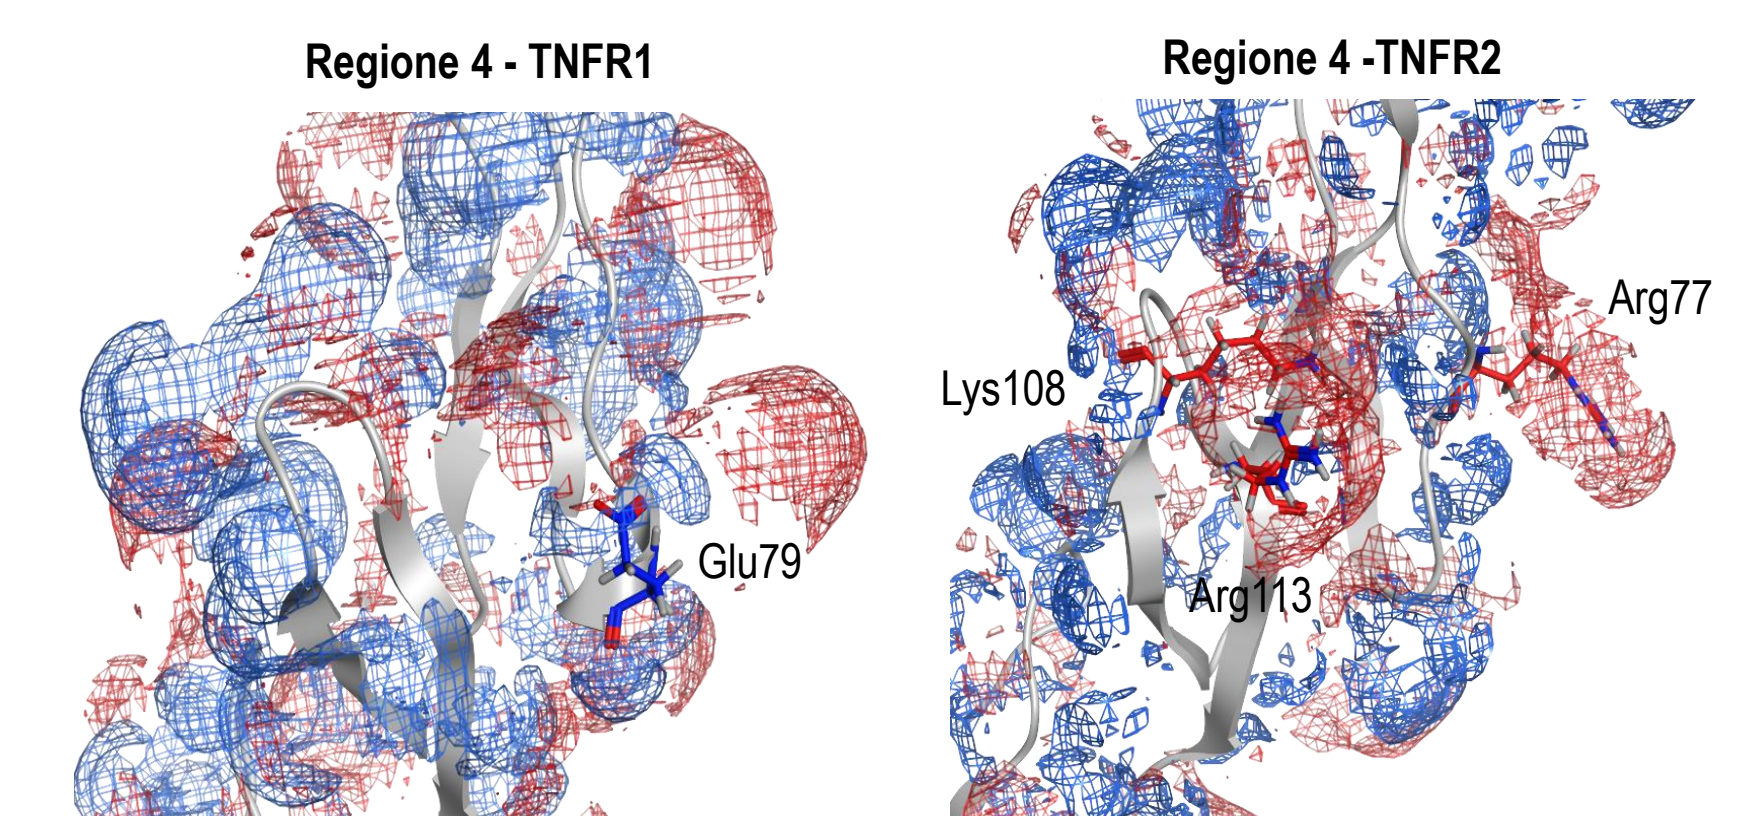 Regione 4 - TNFR1
Regione 4 -TNFR2
Arg77
Lys108
Glu79
Arg113